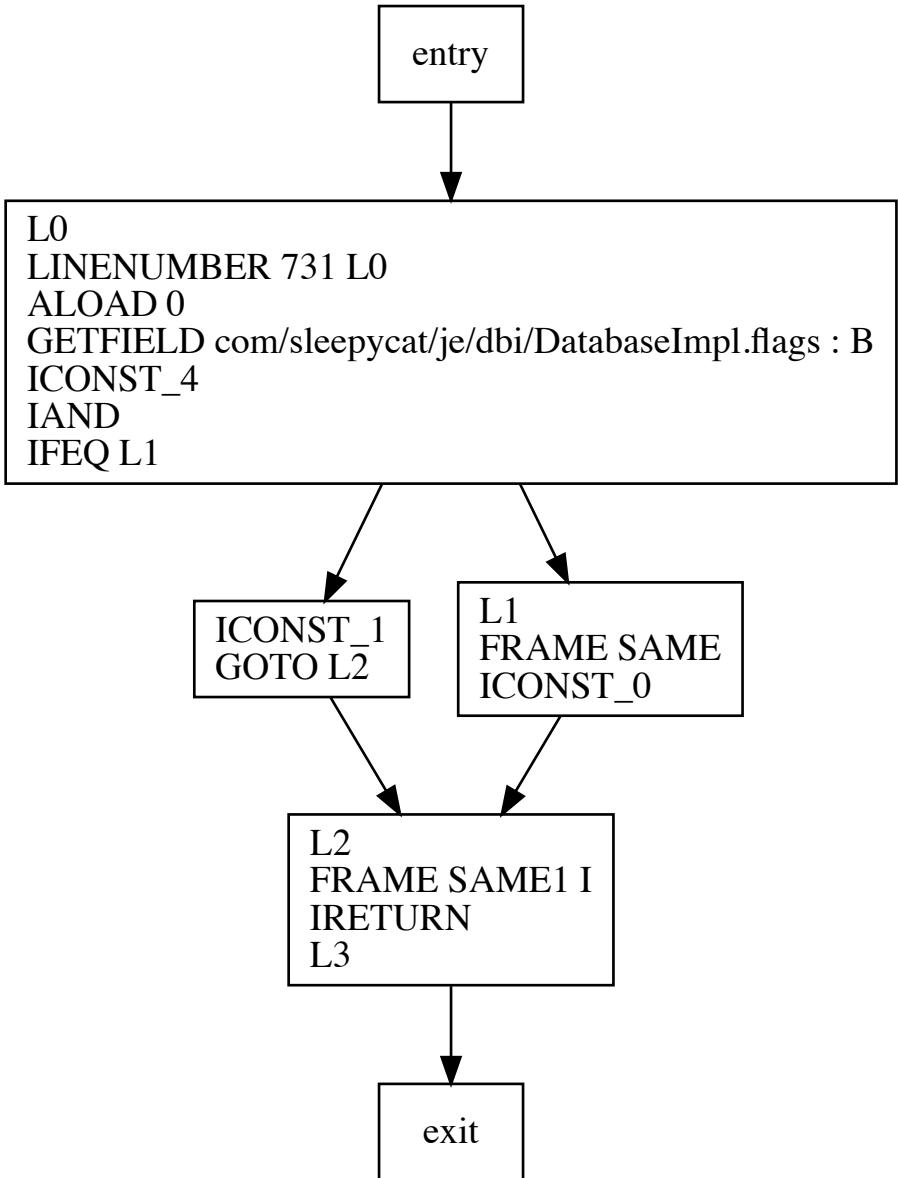 entry
L0
LINENUMBER 731 L0
ALOAD 0
GETFIELD com/sleepycat/je/dbi/DatabaseImpl.flags : B
ICONST_4
IAND
IFEQ L1
ICONST_1
GOTO L2
L1
FRAME SAME
ICONST_0
L2
FRAME SAME1 I
IRETURN
L3
exit